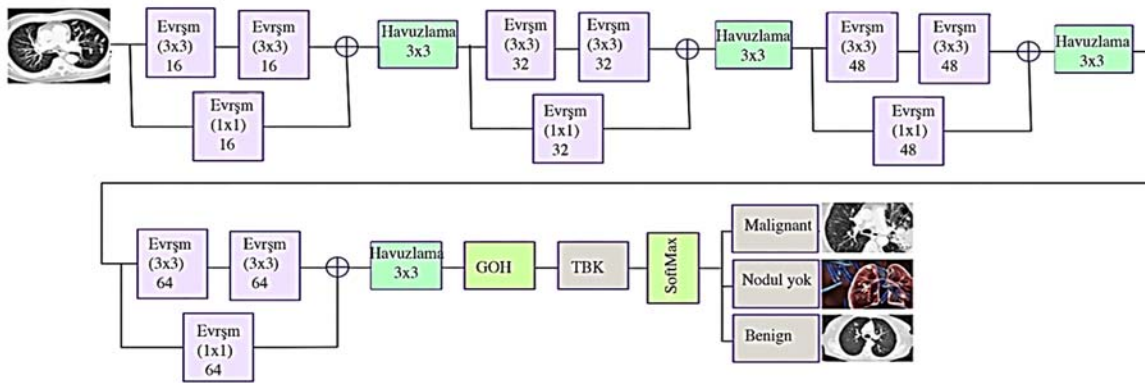 Evrşm
(3x3)
16
Evrşm
(3x3)
16
Evrşm
(1x1)
16
Havuzlama
3x3
Evrşm
(3x3)
32
Evrşm
(3x3)
32
Evrşm
(1x1)
32
Havuzlama
3x3
Evrşm
(3x3)
48
Evrşm
(3x3)
48
Evrşm
(1x1)
48
Havuzlama
3x3
Evrşm
(3x3)
64
Evrşm
(3x3)
64
Evrşm
(1x1)
64
Havuzlama
3x3
GOH
TBK
SoftMax
Malignant
Nodul yok
Benign